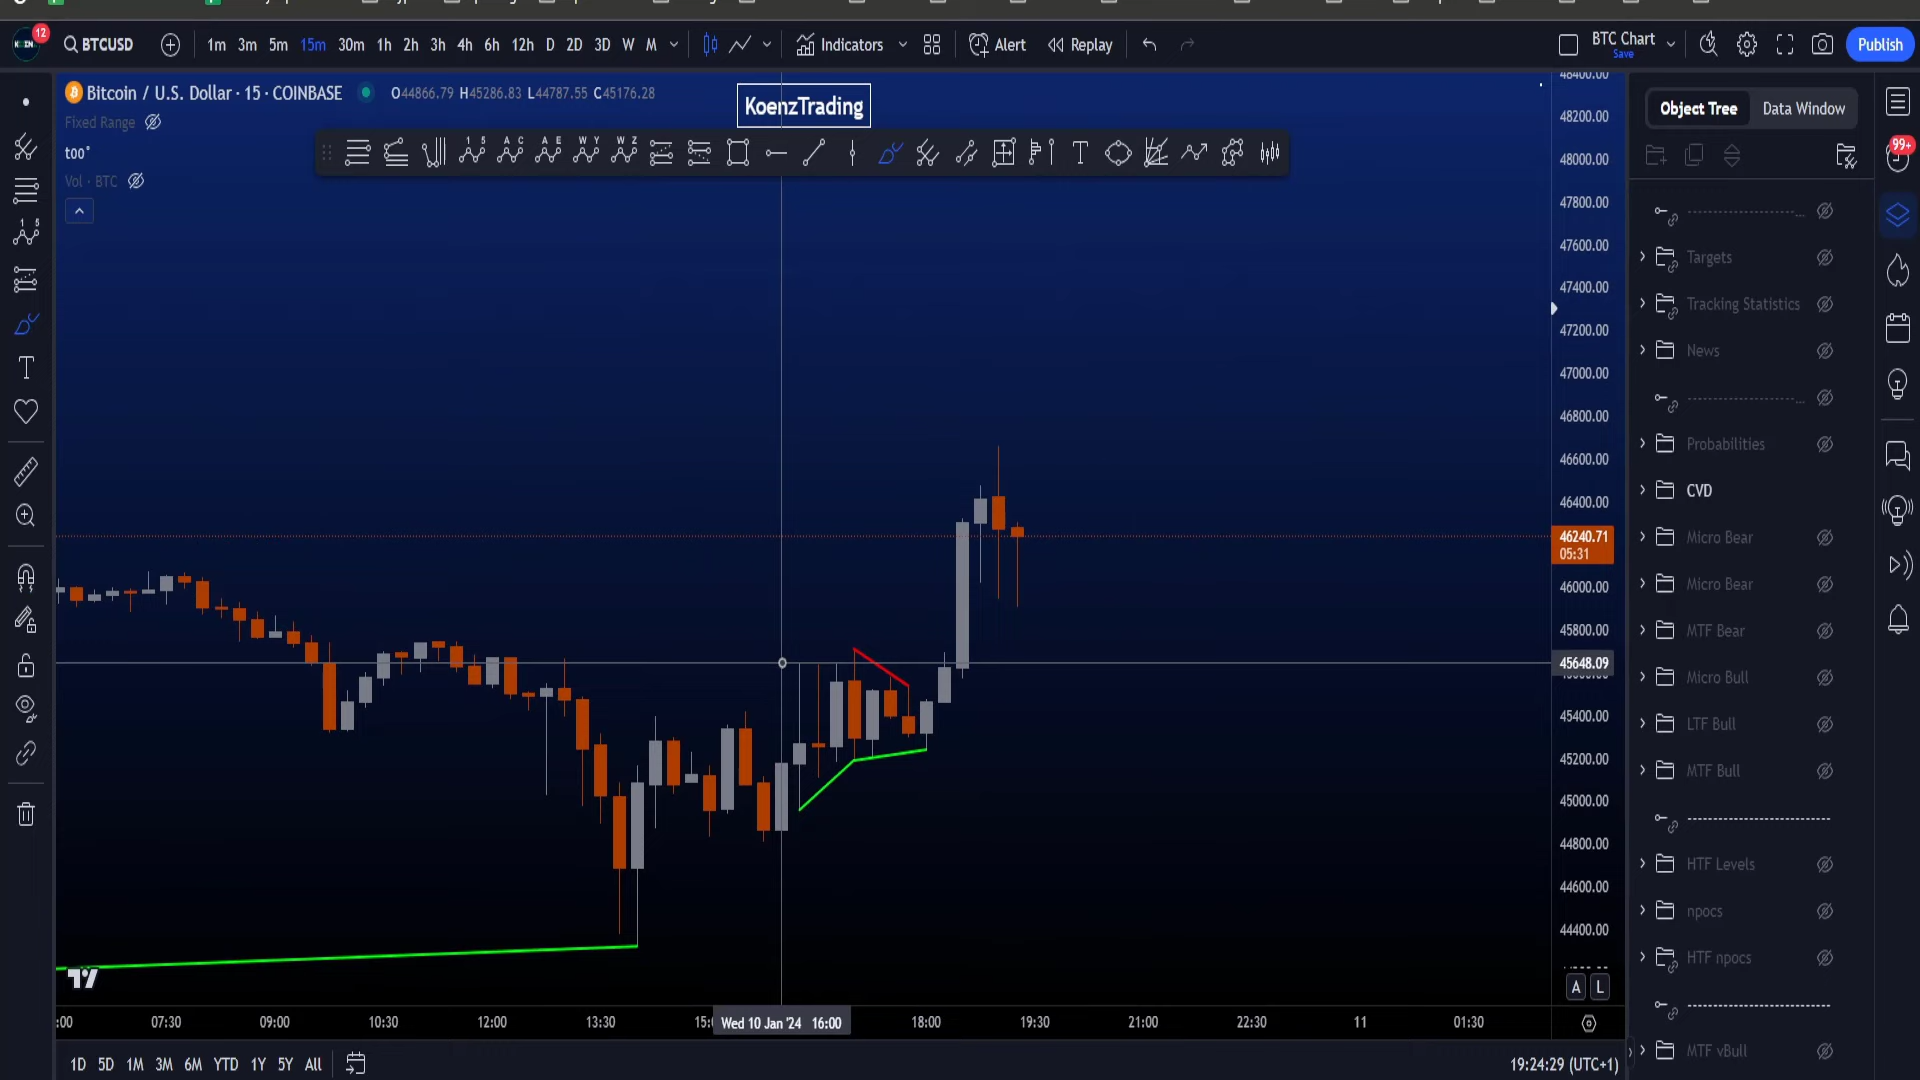 12
BTCUSD
1m 3m 5m 15m 30m 1h 2h 3h 4h 6h 12h D 2D 3D W M
Indicators
Alert
Replay
BTC Chart
Save
Publish
Bitcoin / U.S. Dollar · 15 · COINBASE
O44866.79 H45286.83 L44787.55 C45176.28
Fixed Range
too°
Vol · BTC
KoenzTrading
48400.00
48200.00
48000.00
47800.00
47600.00
47400.00
47200.00
47000.00
46800.00
46600.00
46400.00
46240.71
05:31
46000.00
45800.00
45648.09
45400.00
45200.00
45000.00
44800.00
44600.00
44400.00
A L
:00 07:30 09:00 10:30 12:00 13:30 15:0 Wed 10 Jan '24 16:00 18:00 19:30 21:00 22:30 11 01:30
1D 5D 1M 3M 6M YTD 1Y 5Y All
19:24:29 (UTC+1)
Object Tree
Data Window
99+
Targets
Tracking Statistics
News
Probabilities
CVD
Micro Bear
Micro Bear
MTF Bear
Micro Bull
LTF Bull
MTF Bull
HTF Levels
npocs
HTF npocs
MTF vBull